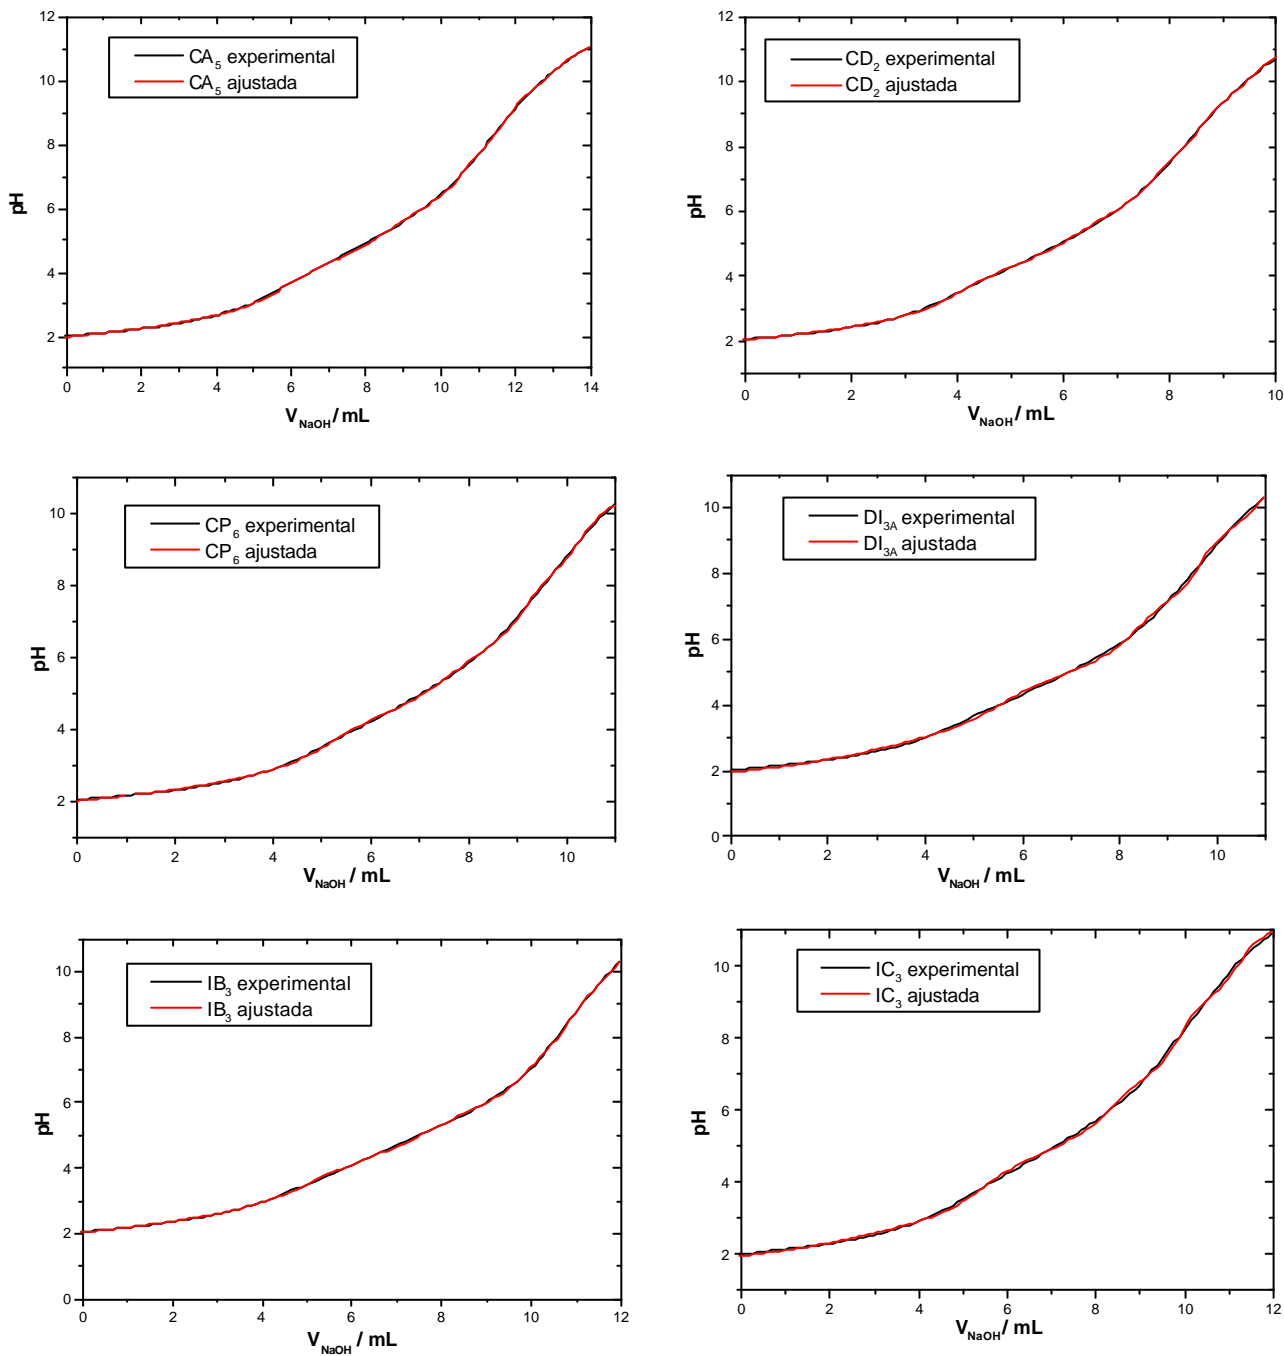 CA5 experimental
CA5 ajustada
pH
12
10
8
6
4
2
0 2 4 6 8 10 12 14
VNaOH / mL
CD2 experimental
CD2 ajustada
pH
12
10
8
6
4
2
0 2 4 6 8 10
VNaOH / mL
CP6 experimental
CP6 ajustada
pH
10
8
6
4
2
0 2 4 6 8 10
VNaOH / mL
DI3A experimental
DI3A ajustada
pH
10
8
6
4
2
0
0 2 4 6 8 10
VNaOH / mL
IB3 experimental
IB3 ajustada
pH
10
8
6
4
2
0
0 2 4 6 8 10 12
VNaOH / mL
IC3 experimental
IC3 ajustada
pH
10
8
6
4
2
0 2 4 6 8 10 12
VNaOH / mL